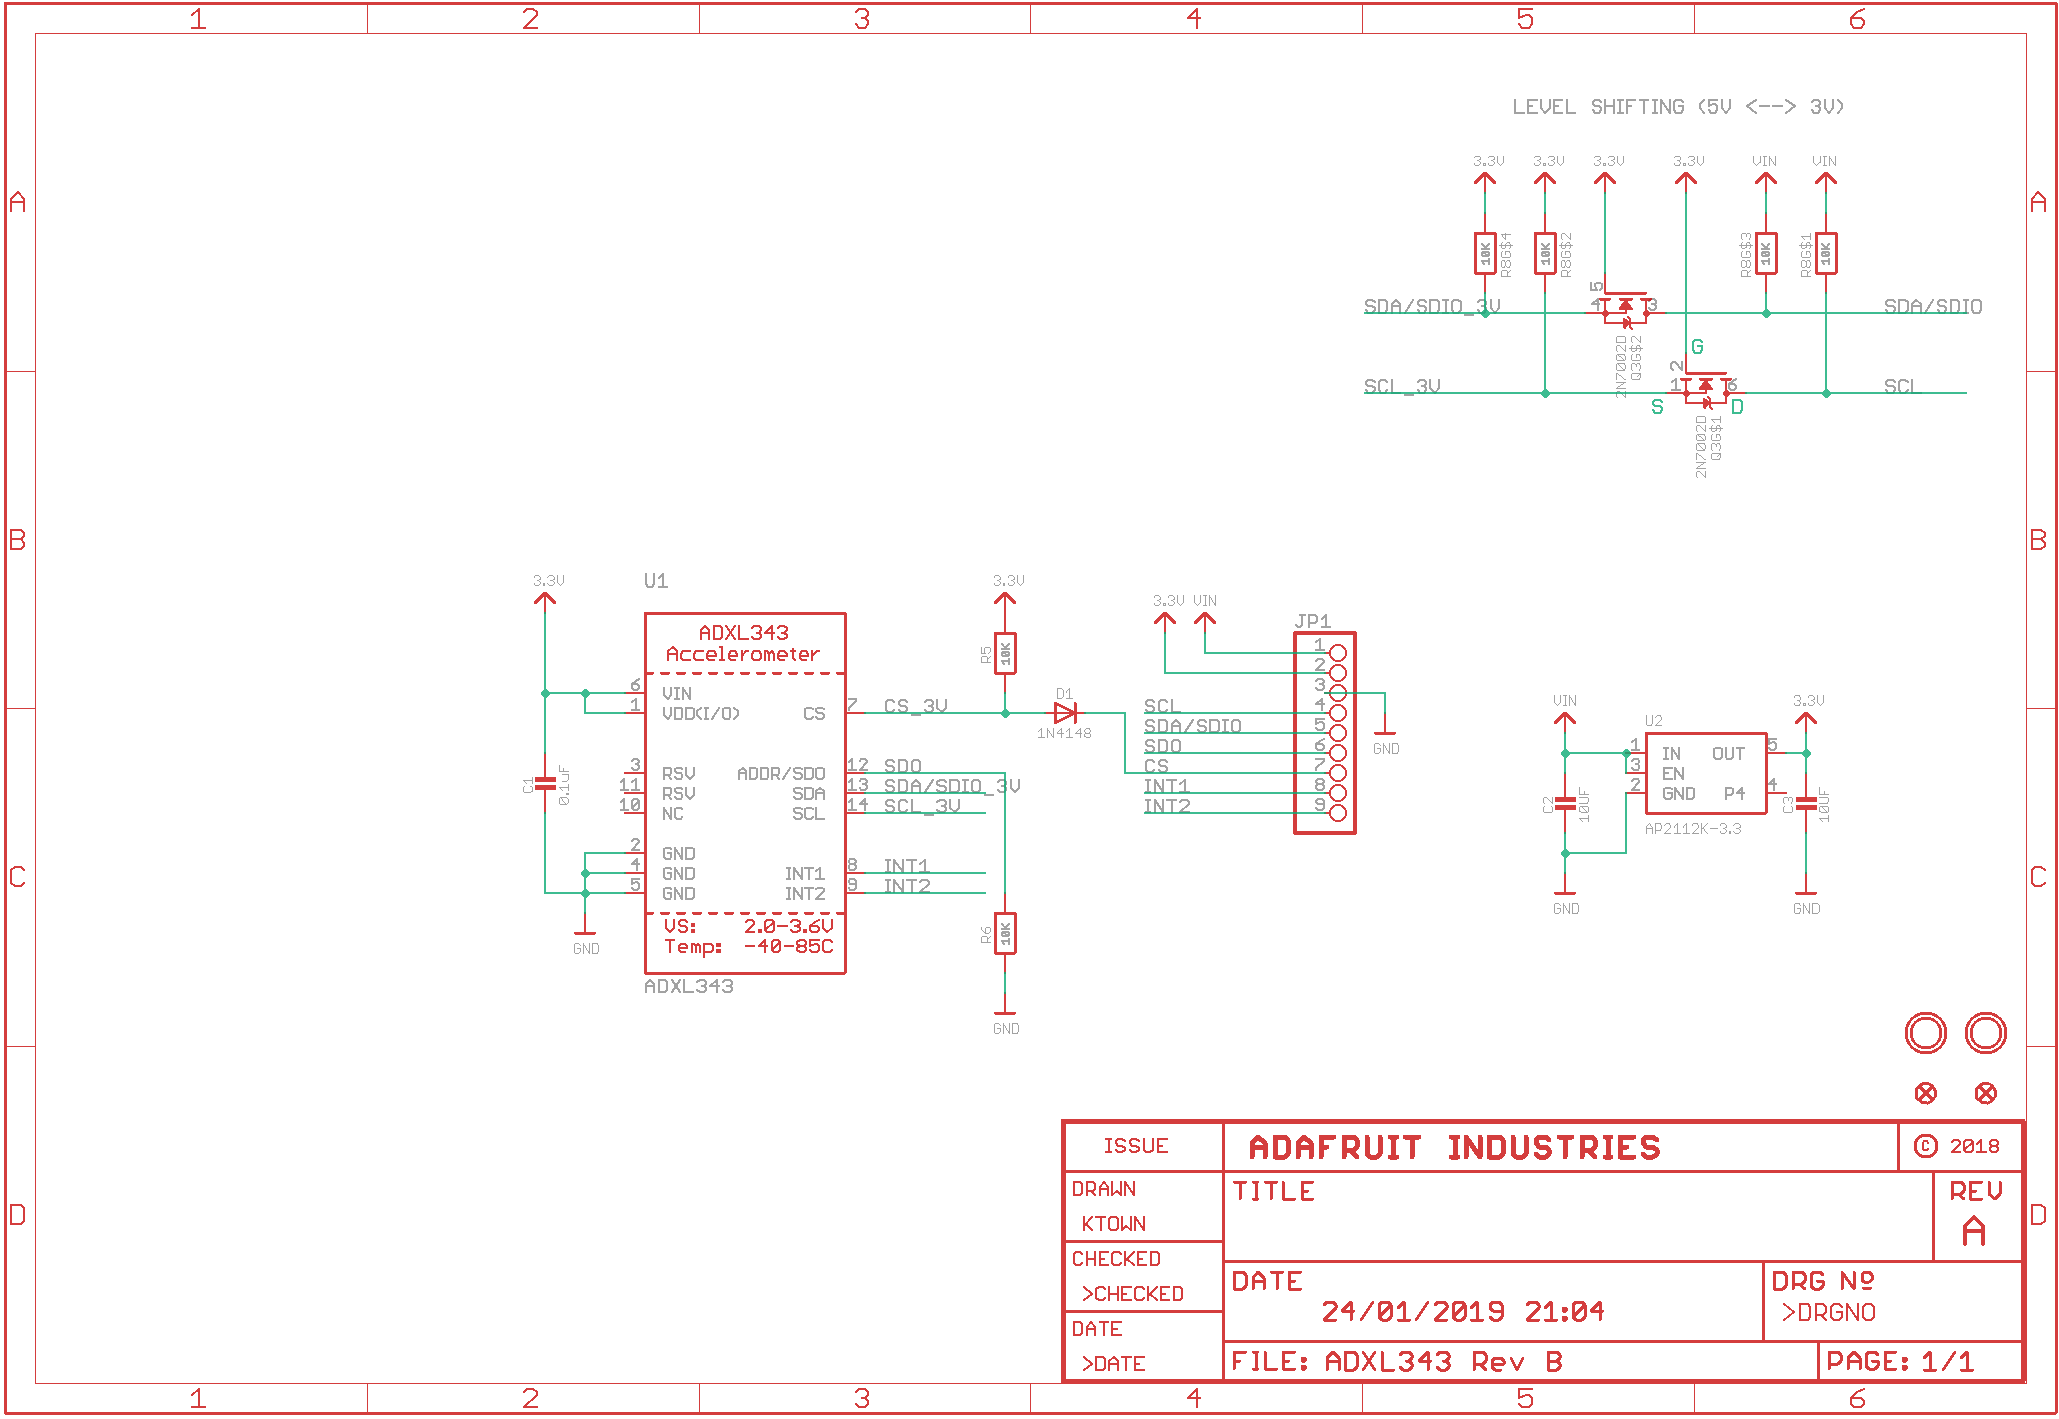 1 2 3 4 5 6
A A
B B
C C
D D
LEVEL SHIFTING (5V <--> 3V)
3.3V 3.3V 3.3V 3.3V VIN VIN
10K R8G$4 10K R8G$2 R8G$3 10K R8G$1 10K
SDA/SDIO_3V 5 4 3 SDA/SDIO
2N7002D Q3G$2
G
SCL_3V 2 1 6 SCL
S D
2N7002D Q3G$1
3.3V
U1
ADXL343
Accelerometer
6 VIN
1 VDD(I/O) CS 7 CS_3V
3 RSV ADDR/SDO 12 SDO
11 RSV SDA 13 SDA/SDIO_3V
10 NC SCL 14 SCL_3V
2 GND
4 GND INT1 8 INT1
5 GND INT2 9 INT2
VS: 2.0-3.6V
Temp: -40-85C
ADXL343
C1 0.1uF
GND
3.3V
R5 10K
D1
1N4148
R6 10K
GND
3.3V VIN
JP1
1
2
3
SCL 4
SDA/SDIO 5
SDO 6
CS 7
INT1 8
INT2 9
GND
VIN U2 3.3V
1 IN OUT 5
3 EN
2 GND P4 4
AP2112K-3.3
C2 10UF
C3 10UF
GND GND
ISSUE ADAFRUIT INDUSTRIES © 2018
DRAWN TITLE REV
KTOWN A
CHECKED
>CHECKED
DATE 24/01/2019 21:04
DRG Nº
>DRGNO
DATE
>DATE
FILE: ADXL343 Rev B PAGE: 1/1
1 2 3 4 5 6